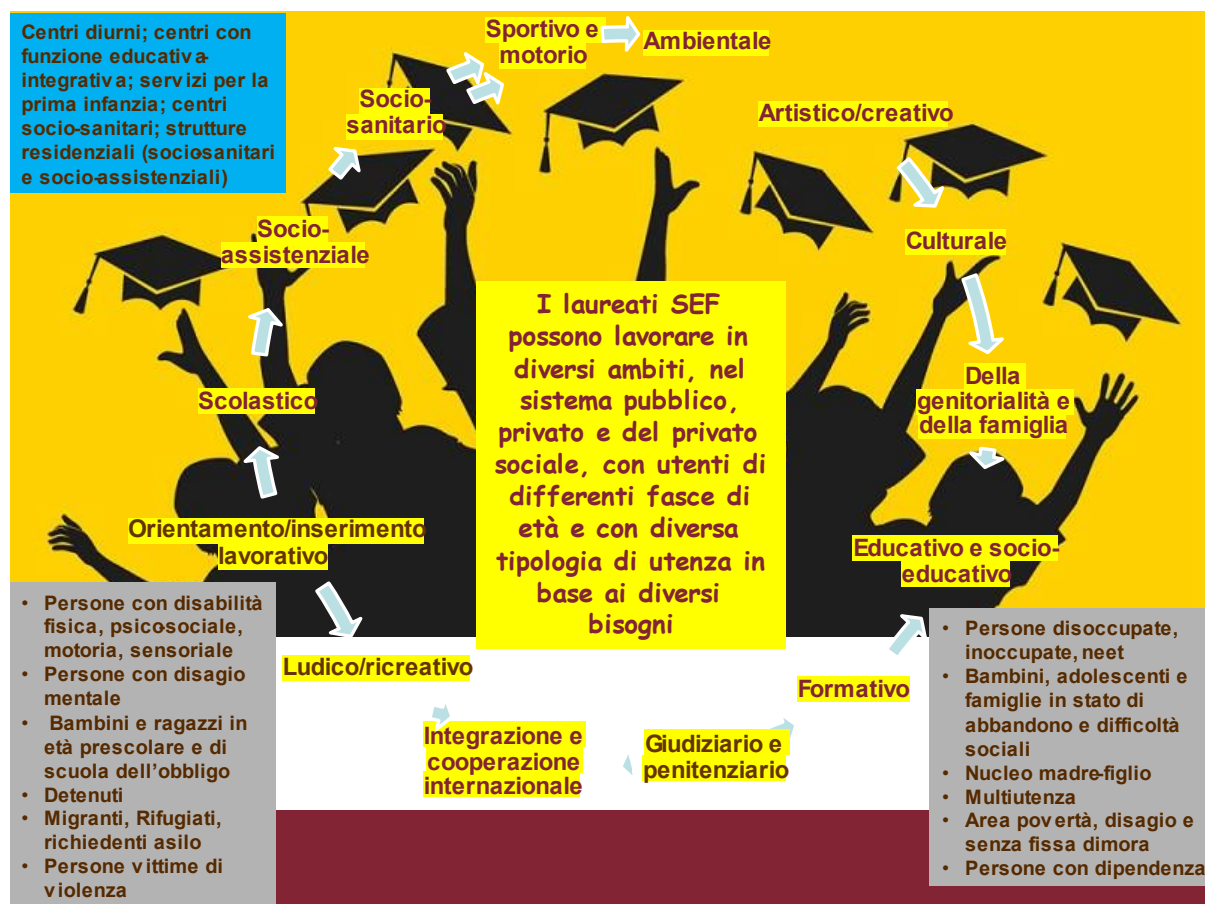 Centri diurni; centri con
funzione educativa-
integrativa; servizi per la
prima infanzia; centri
socio-sanitari; strutture
residenziali (socio-sanitari
e socio-assistenziali)
Sportivo e
motorio
Ambientale
Socio-
sanitario
Artistico/creativo
Socio-
assistenziale
Culturale
Scolastico
Della
genitorialità e
della famiglia
I laureati SEF
possono lavorare in
diversi ambiti, nel
sistema pubblico,
privato e del privato
sociale, con utenti di
differenti fasce di
età e con diversa
tipologia di utenza in
base ai diversi
bisogni
Orientamento/inserimento
lavorativo
Educativo e socio-
educativo
Ludico/ricreativo
Formativo
Integrazione e
cooperazione
internazionale
Giudiziario e
penitenziario
• Persone con disabilità
fisica, psico-sociale,
motoria, sensoriale
• Persone con disagio
mentale
• Bambini e ragazzi in
età prescolare e di
scuola dell'obbligo
• Detenuti
• Migranti, Rifugiati,
richiedenti asilo
• Persone vittime di
violenza
• Persone disoccupate,
inoccupate, neet
• Bambini, adolescenti e
famiglie in stato di
abbandono e difficoltà
sociali
• Nucleo madre-figlio
• Multiutenza
• Area povertà, disagio e
senza fissa dimora
• Persone con dipendenza